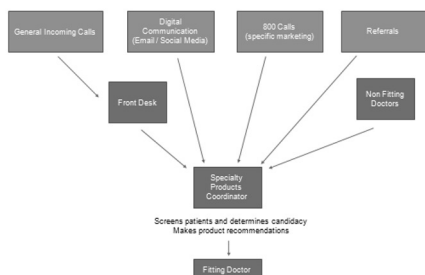 General Incoming Calls
Digital
Communication
(Email / Social Media)
800 Calls
(specific marketing)
Referrals
Front Desk
Non Fitting
Doctors
Specialty
Products
Coordinator
Screens patients and determines candidacy
Makes product recommendations
Fitting Doctor